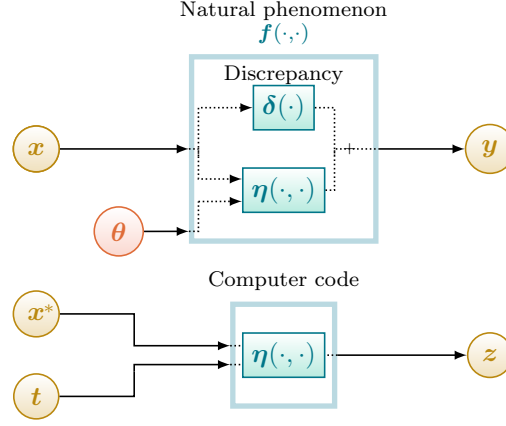 Natural phenomenon
f(·,·)
Discrepancy
δ(·)
x
+
y
η(·,·)
θ
Computer code
x*
η(·,·)
z
t